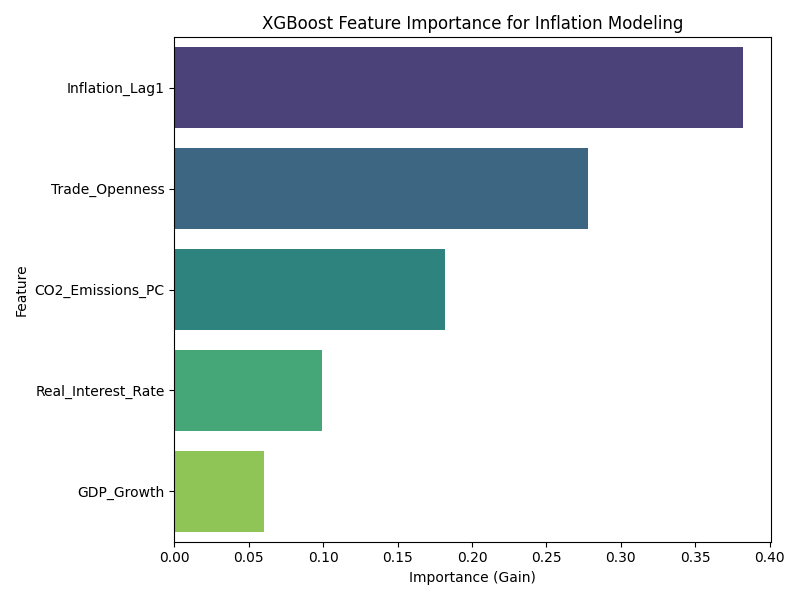 XGBoost Feature Importance for Inflation Modeling
Inflation_Lag1
Trade_Openness
CO2_Emissions_PC
Real_Interest_Rate
GDP_Growth
Feature
0.00 0.05 0.10 0.15 0.20 0.25 0.30 0.35 0.40
Importance (Gain)